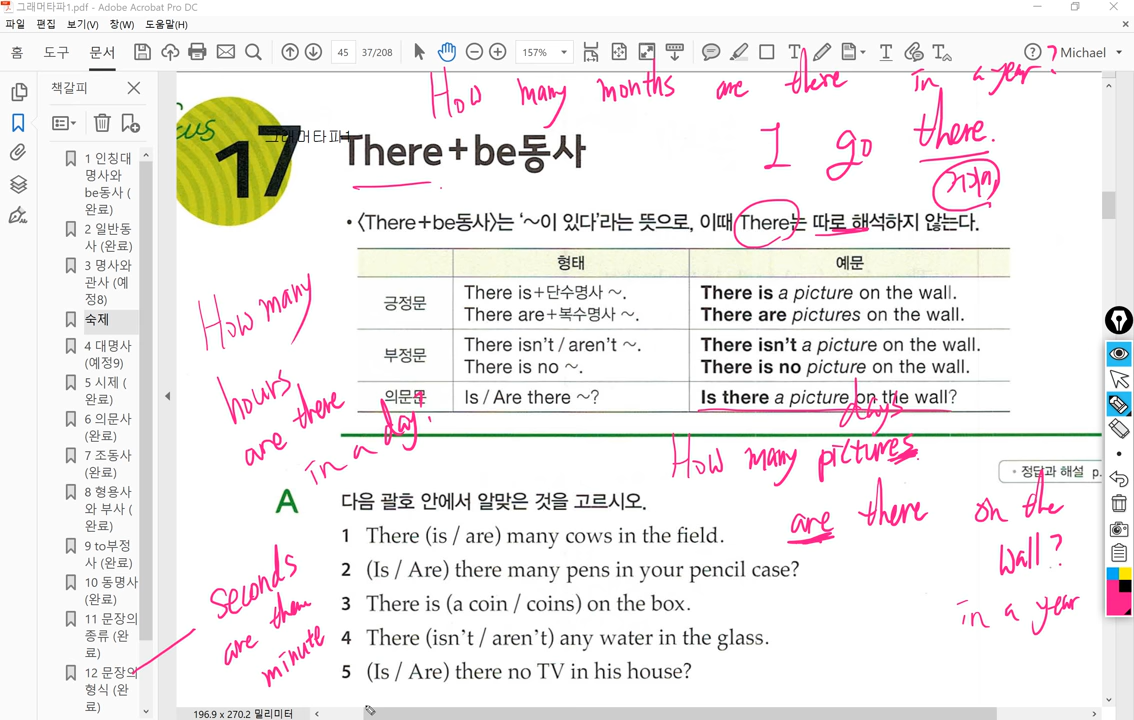 그래머타파1.pdf - Adobe Acrobat Pro DC
파일 편집 보기(V) 창(W) 도움말(H)
홈 도구 문서 45 37/208 157% Michael
책갈피
1 인칭대
명사와
be동사 (
완료)
2 일반동
사 (완료)
3 명사와
관사 (예
정8)
숙제
4 대명사
(예정9)
5 시제 (
완료)
6 의문사
(완료)
7 조동사
(완료)
8 형용사
와 부사 (
완료)
9 to부정
사 (완료)
10 동명사
(완료)
11 문장의
종류 (완
료)
12 문장의
형식 (완
료)
How many months are there in a year?
cus
17
그래머타파1
There + be동사
I go there.
거기에
• 〈There+be동사〉는 '~이 있다'라는 뜻으로, 이때 There는 따로 해석하지 않는다.
형태 예문
긍정문 There is+단수명사 ~. There is a picture on the wall.
There are+복수명사 ~. There are pictures on the wall.
부정문 There isn't / aren't ~. There isn't a picture on the wall.
There is no ~. There is no picture on the wall.
의문문 Is / Are there ~? Is there a picture on the wall?
How many
hours
are there
in a day?
days
How many pictures
are there on the
wall?
in a year
• 정답과 해설 p.
A 다음 괄호 안에서 알맞은 것을 고르시오.
1 There (is / are) many cows in the field.
2 (Is / Are) there many pens in your pencil case?
3 There is (a coin / coins) on the box.
4 There (isn't / aren't) any water in the glass.
5 (Is / Are) there no TV in his house?
seconds
are there
minute
196.9 x 270.2 밀리미터